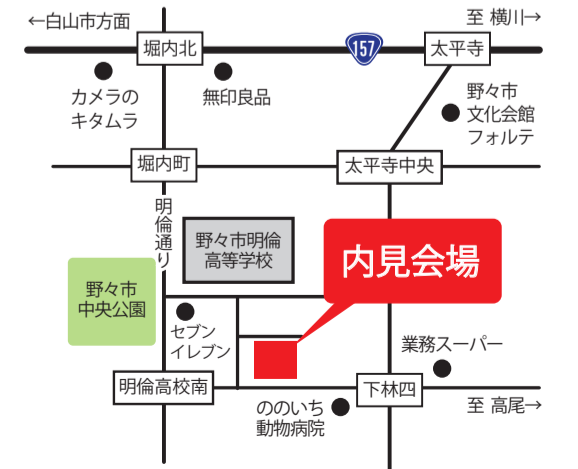 ←白山市方面
至 横川→
堀内北
157
太平寺
カメラの
キタムラ
無印良品
野々市
文化会館
フォルテ
堀内町
太平寺中央
明倫通り
野々市明倫
高等学校
内見会場
野々市
中央公園
セブン
イレブン
業務スーパー
明倫高校南
下林四
ののいち
動物病院
至 高尾→